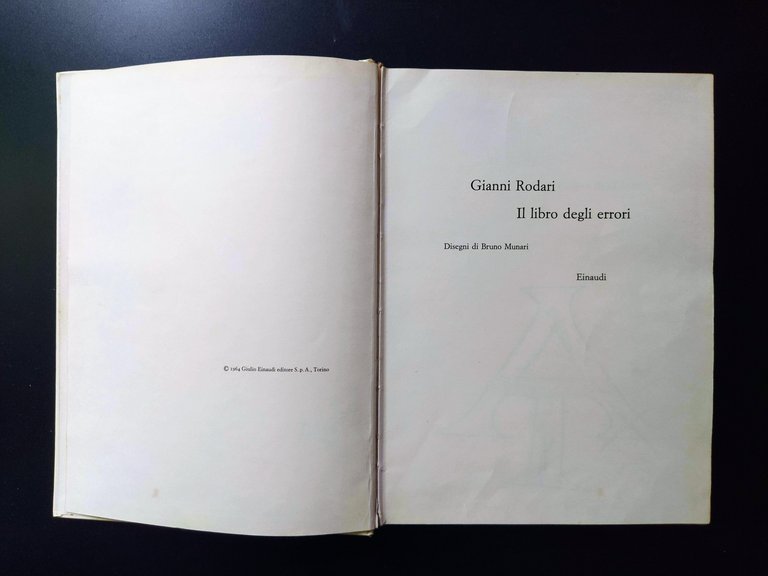 © 1964 Giulio Einaudi editore S. p. A., Torino
Gianni Rodari
Il libro degli errori
Disegni di Bruno Munari
Einaudi